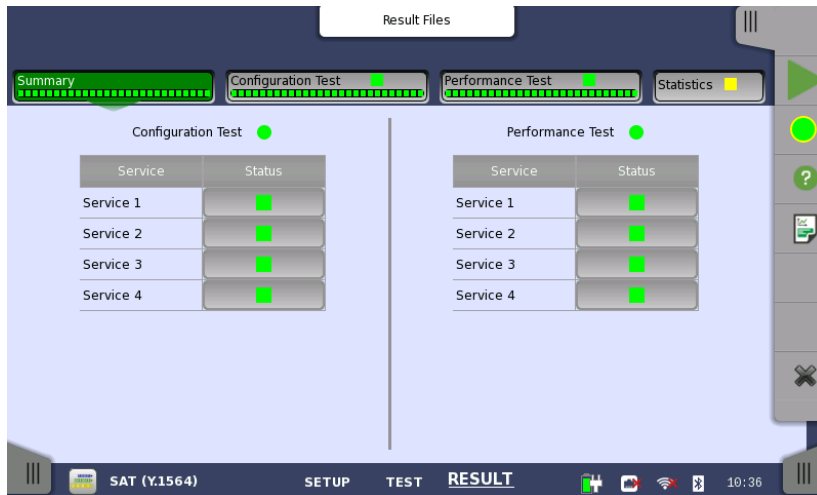 Result Files
Summary
Configuration Test
Performance Test
Statistics
Configuration Test
Service Status
Service 1
Service 2
Service 3
Service 4
Performance Test
Service Status
Service 1
Service 2
Service 3
Service 4
?
SAT (Y.1564)
SETUP
TEST
RESULT
10:36